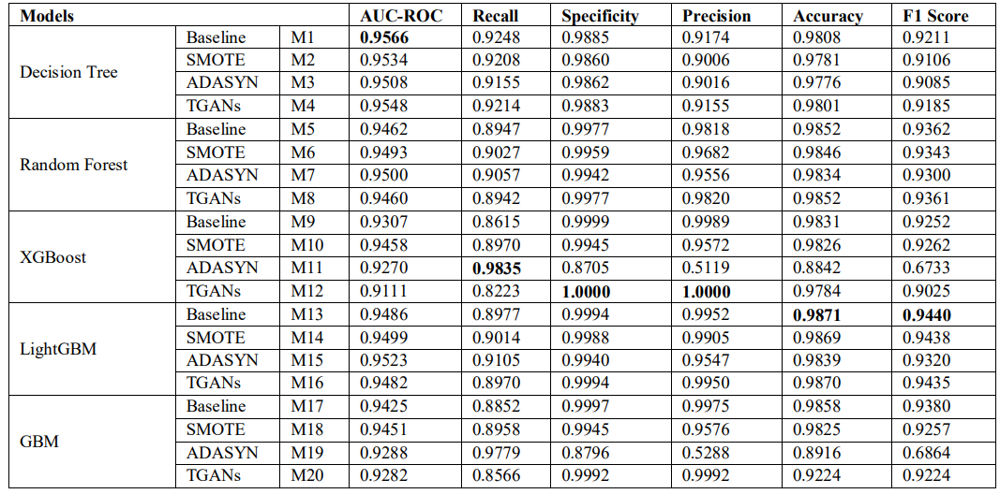 Models AUC-ROC Recall Specificity Precision Accuracy F1 Score
Decision Tree Baseline M1 0.9566 0.9248 0.9885 0.9174 0.9808 0.9211
SMOTE M2 0.9534 0.9208 0.9860 0.9006 0.9781 0.9106
ADASYN M3 0.9508 0.9155 0.9862 0.9016 0.9776 0.9085
TGANs M4 0.9548 0.9214 0.9883 0.9155 0.9801 0.9185
Random Forest Baseline M5 0.9462 0.8947 0.9977 0.9818 0.9852 0.9362
SMOTE M6 0.9493 0.9027 0.9959 0.9682 0.9846 0.9343
ADASYN M7 0.9500 0.9057 0.9942 0.9556 0.9834 0.9300
TGANs M8 0.9460 0.8942 0.9977 0.9820 0.9852 0.9361
XGBoost Baseline M9 0.9307 0.8615 0.9999 0.9989 0.9831 0.9252
SMOTE M10 0.9458 0.8970 0.9945 0.9572 0.9826 0.9262
ADASYN M11 0.9270 0.9835 0.8705 0.5119 0.8842 0.6733
TGANs M12 0.9111 0.8223 1.0000 1.0000 0.9784 0.9025
LightGBM Baseline M13 0.9486 0.8977 0.9994 0.9952 0.9871 0.9440
SMOTE M14 0.9499 0.9014 0.9988 0.9905 0.9869 0.9438
ADASYN M15 0.9523 0.9105 0.9940 0.9547 0.9839 0.9320
TGANs M16 0.9482 0.8970 0.9994 0.9950 0.9870 0.9435
GBM Baseline M17 0.9425 0.8852 0.9997 0.9975 0.9858 0.9380
SMOTE M18 0.9451 0.8958 0.9945 0.9576 0.9825 0.9257
ADASYN M19 0.9288 0.9779 0.8796 0.5288 0.8916 0.6864
TGANs M20 0.9282 0.8566 0.9992 0.9992 0.9224 0.9224